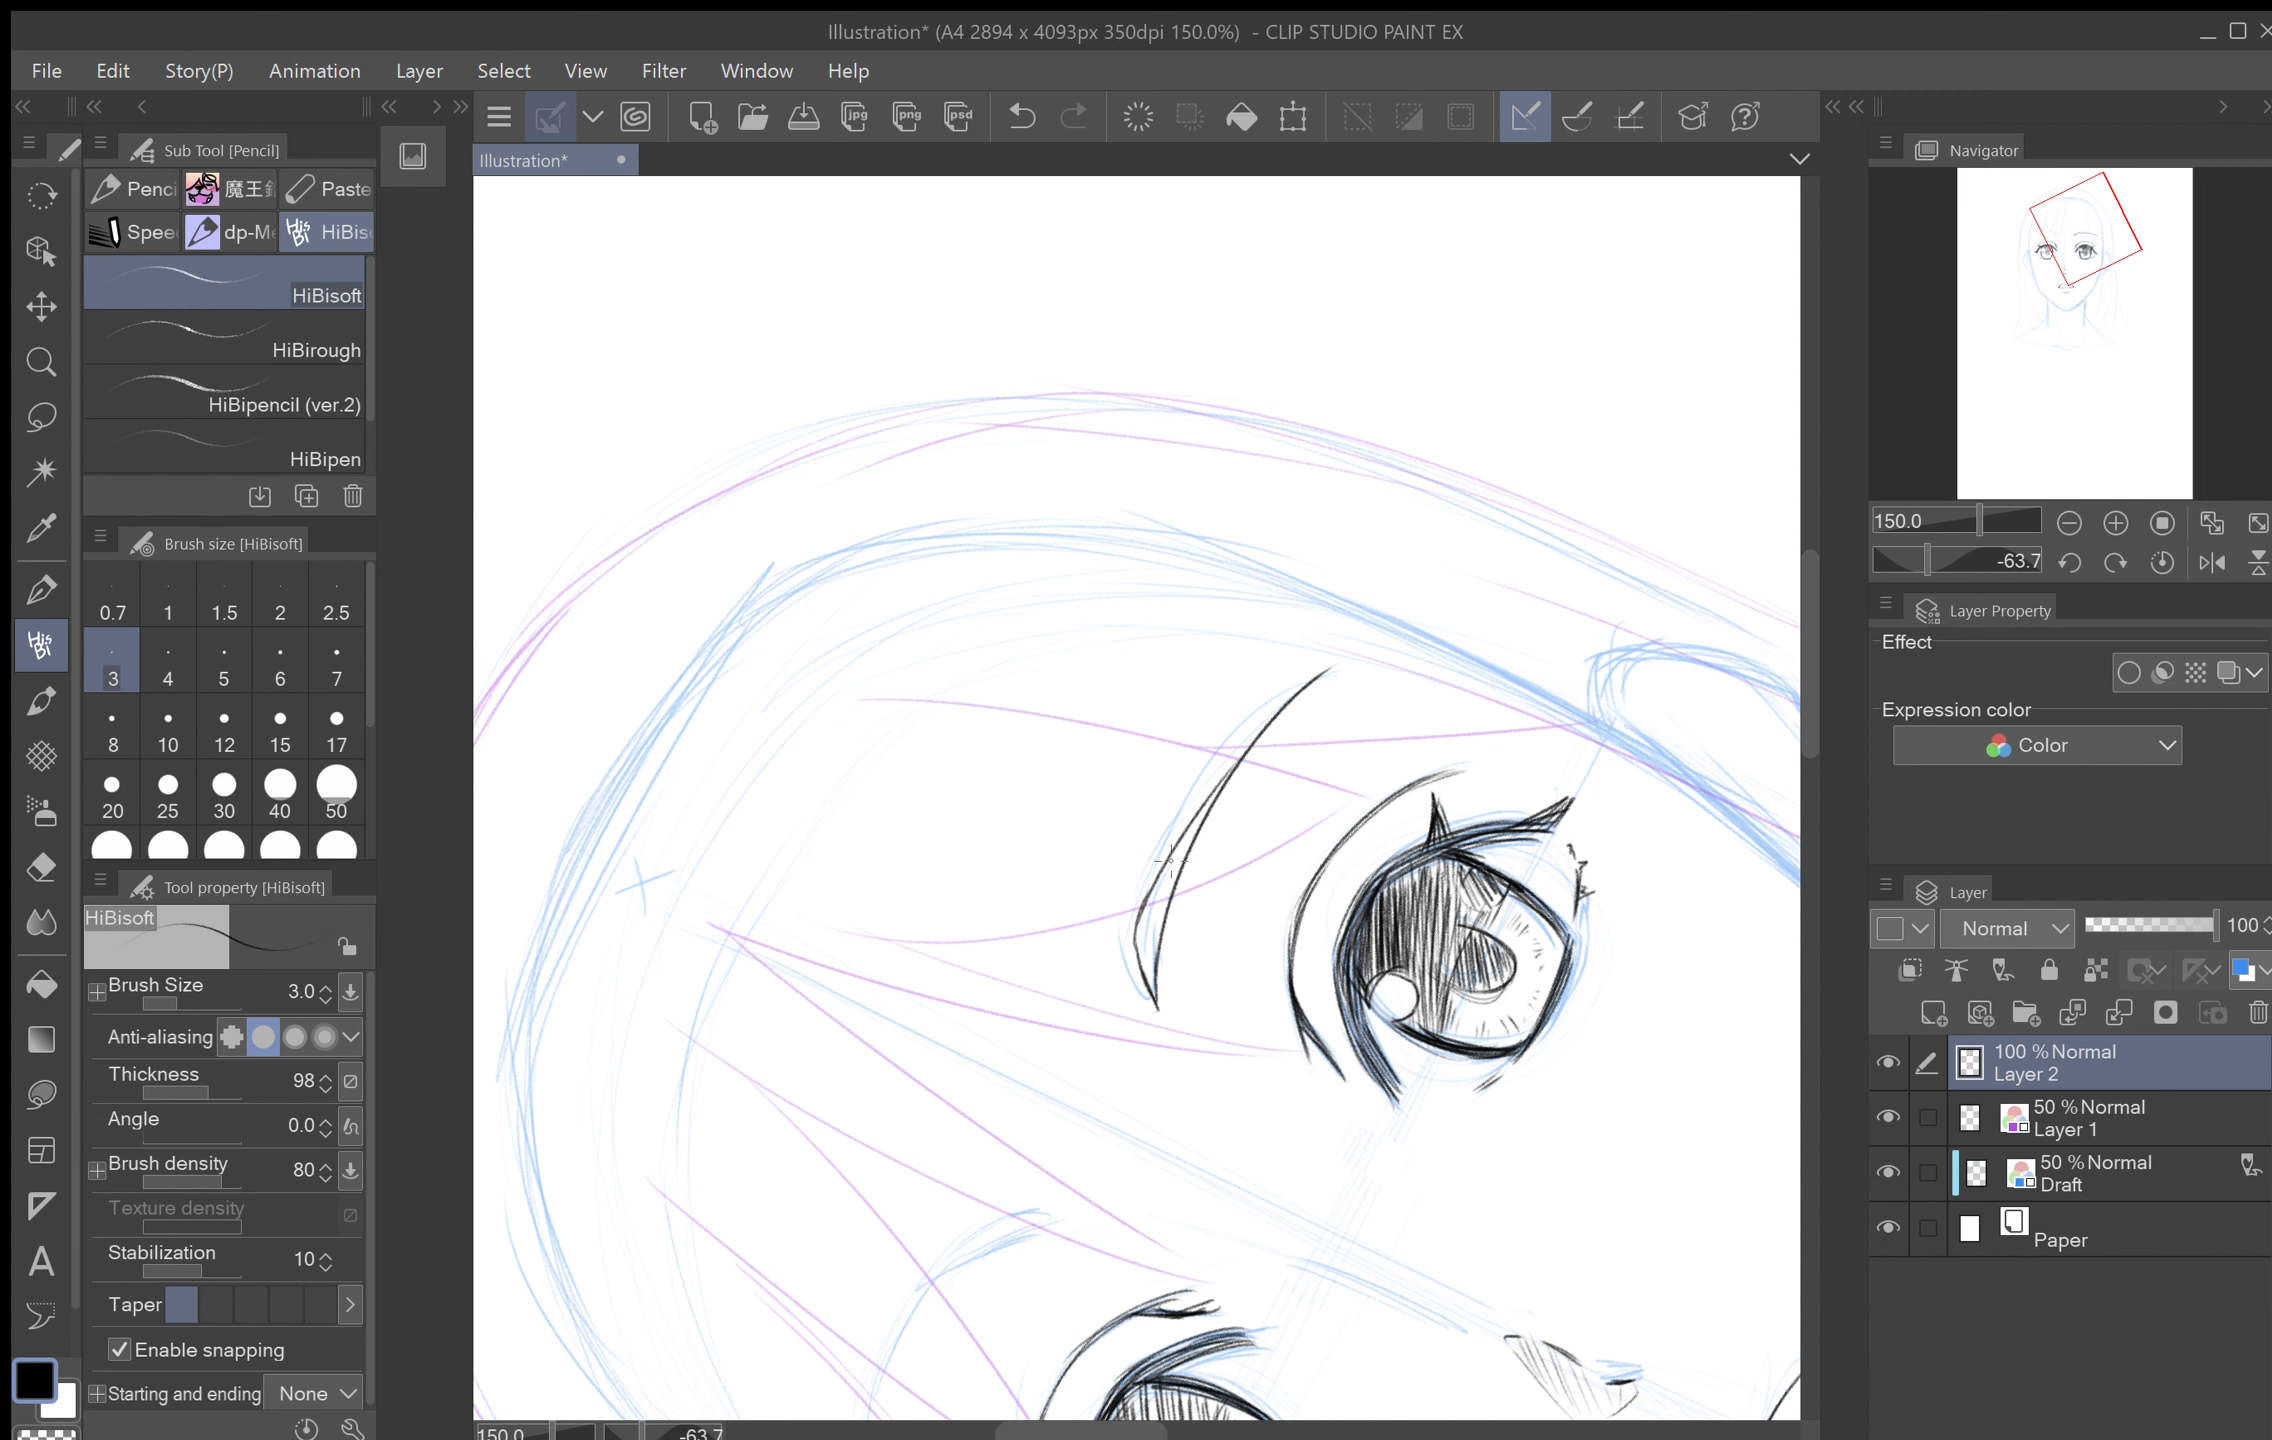 Illustration* (A4 2894 x 4093px 350dpi 150.0%) - CLIP STUDIO PAINT EX
File Edit Story(P) Animation Layer Select View Filter Window Help
jpg png psd
Illustration*
Sub Tool [Pencil]
Penci 魔王 Paste
Spee dp-M HiBis
HiBisoft
HiBirough
HiBipencil (ver.2)
HiBipen
Brush size [HiBisoft]
0.7 1 1.5 2 2.5
3 4 5 6 7
8 10 12 15 17
20 25 30 40 50
Tool property [HiBisoft]
HiBisoft
Brush Size 3.0
Anti-aliasing
Thickness 98
Angle 0.0
Brush density 80
Texture density
Stabilization 10
Taper
Enable snapping
Starting and ending None
150.0 -63.7
Navigator
150.0
-63.7
Layer Property
Effect
Expression color
Color
Layer
Normal 100
100 %Normal
Layer 2
50 %Normal
Layer 1
50 %Normal
Draft
Paper